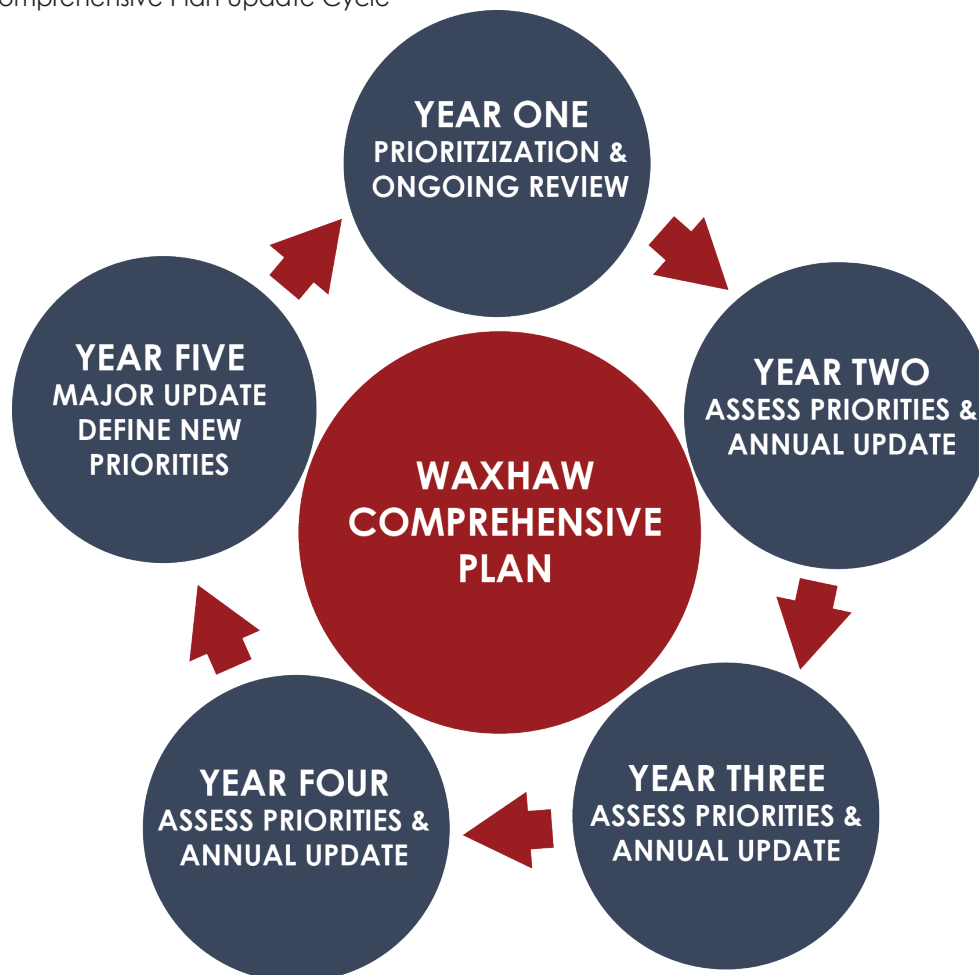 omprehensive Plan Update Cycle
YEAR ONE
PRIORITZIZATION &
ONGOING REVIEW
YEAR TWO
ASSESS PRIORITIES &
ANNUAL UPDATE
YEAR THREE
ASSESS PRIORITIES &
ANNUAL UPDATE
YEAR FOUR
ASSESS PRIORITIES &
ANNUAL UPDATE
YEAR FIVE
MAJOR UPDATE
DEFINE NEW
PRIORITIES
WAXHAW
COMPREHENSIVE
PLAN